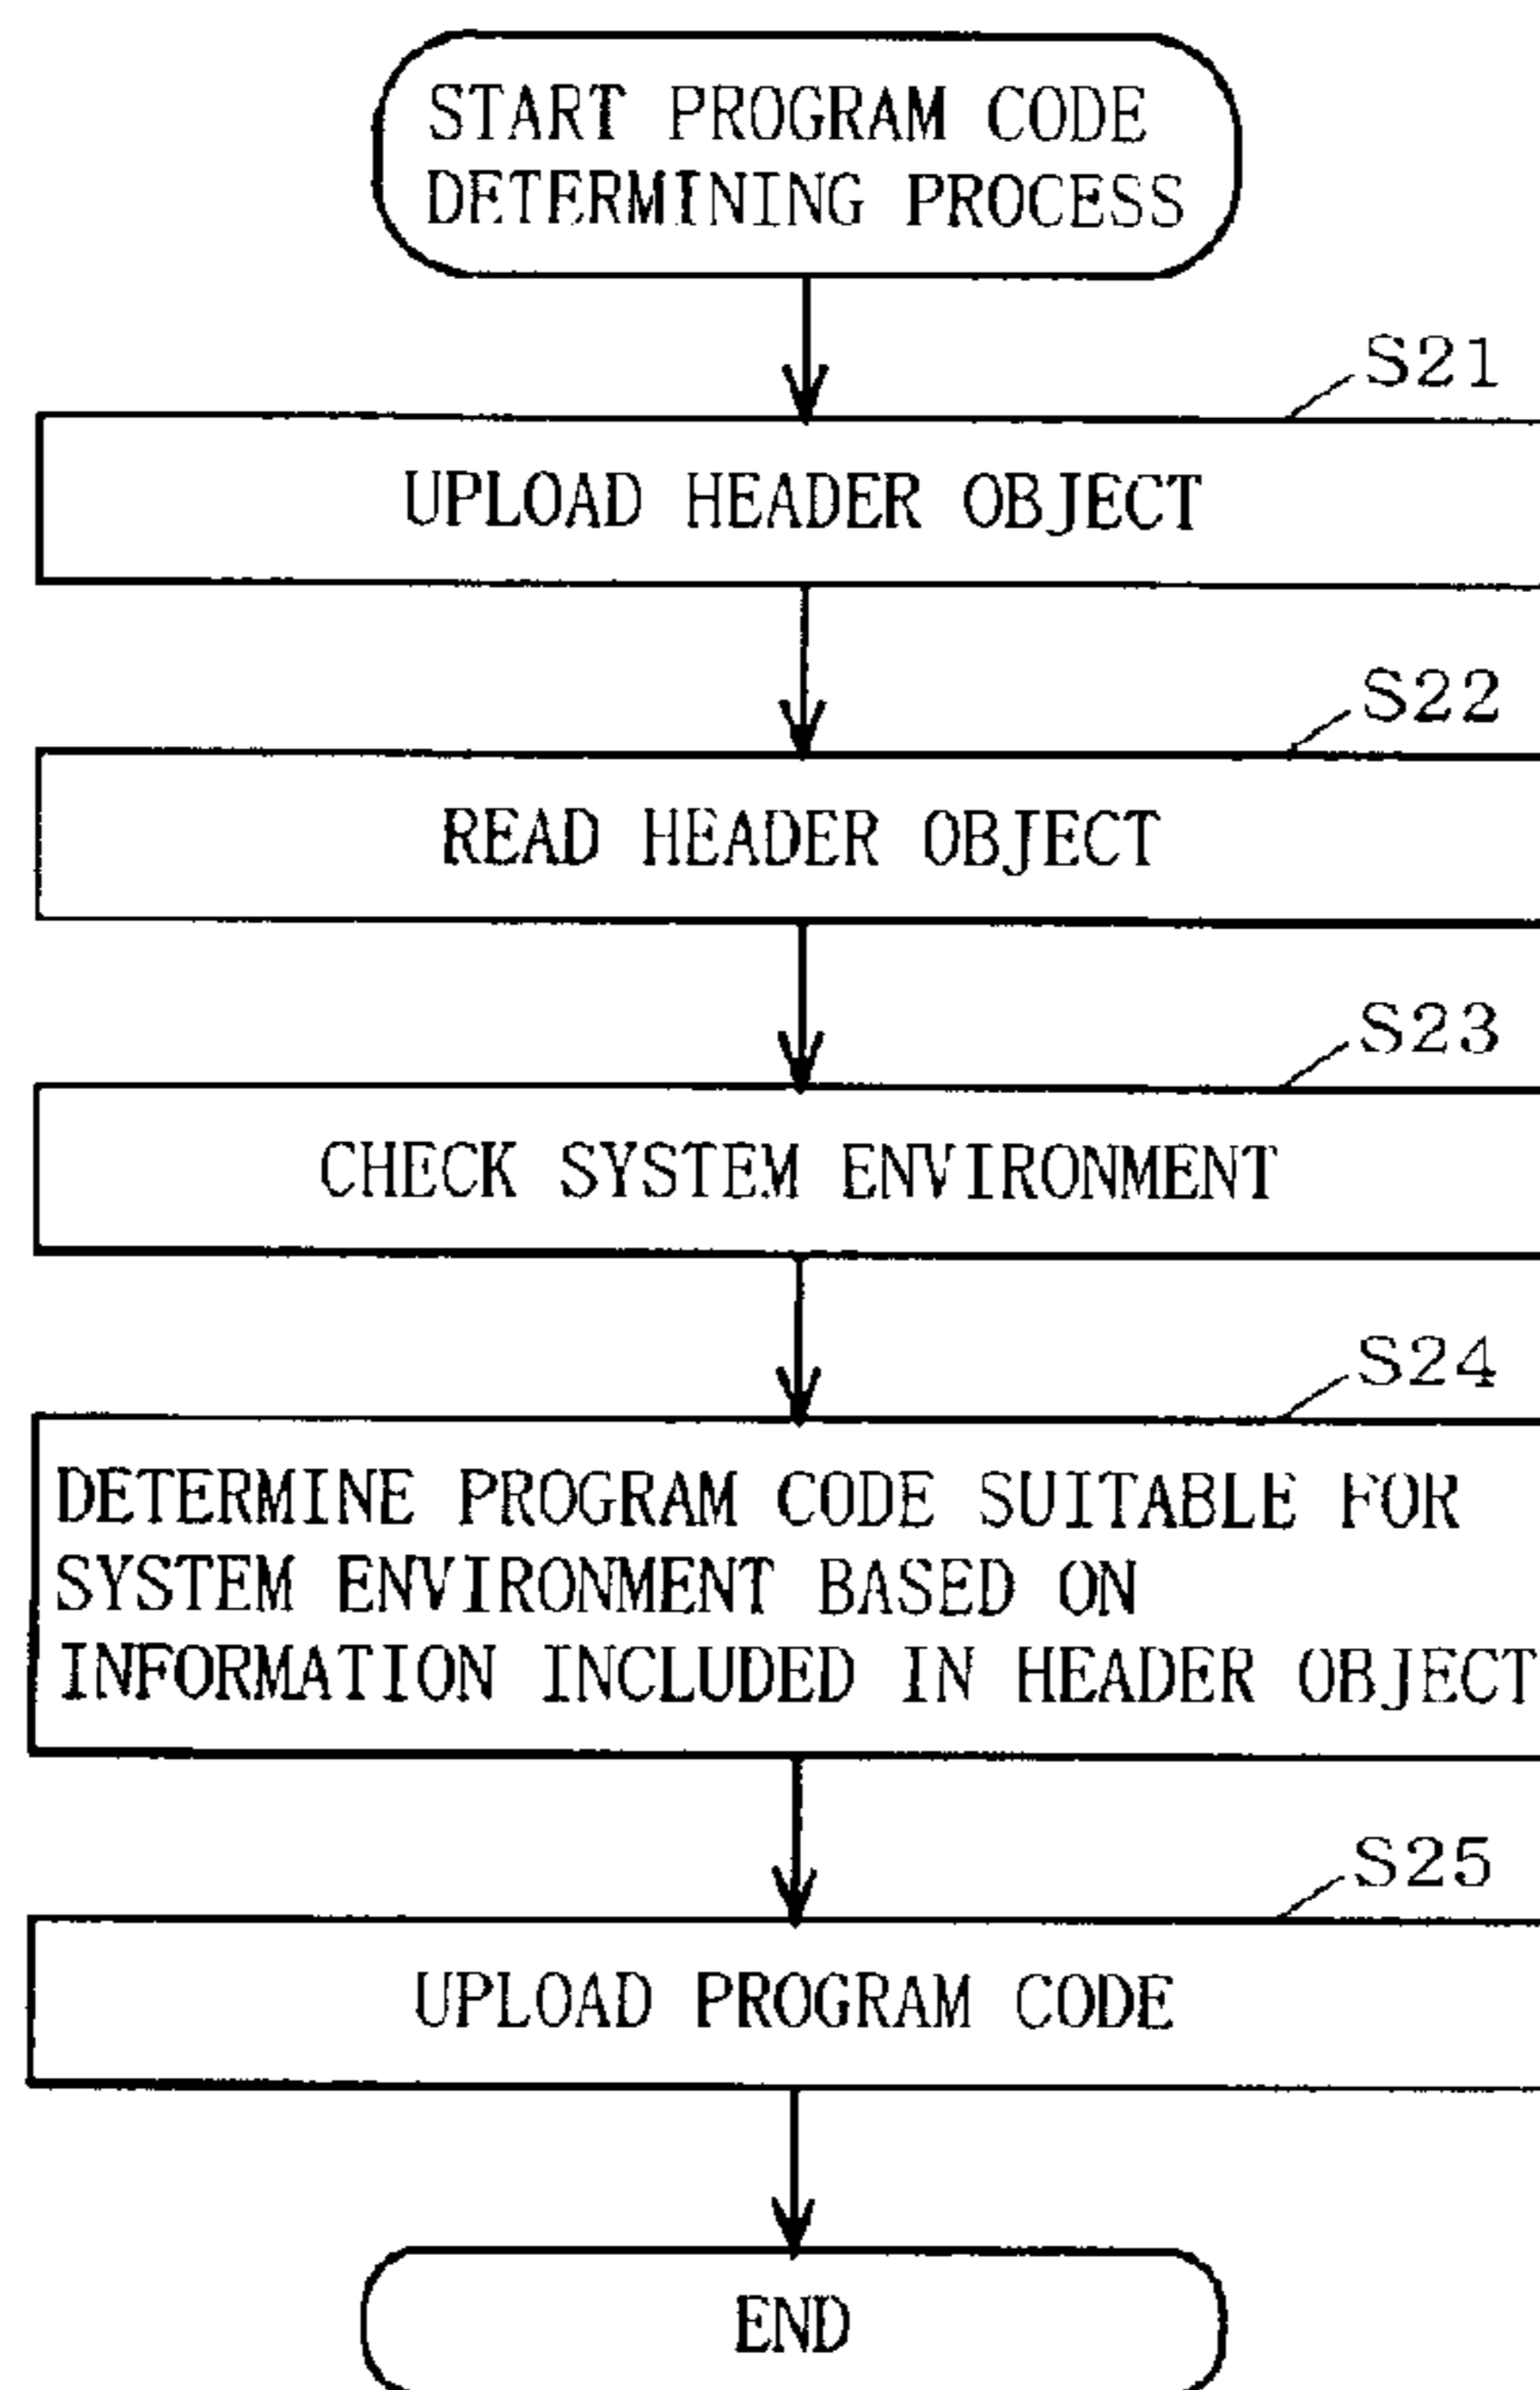 START PROGRAM CODE
DETERMINING PROCESS
S21
UPLOAD HEADER OBJECT
S22
READ HEADER OBJECT
S23
CHECK SYSTEM ENVIRONMENT
S24
DETERMINE PROGRAM CODE SUITABLE FOR
SYSTEM ENVIRONMENT BASED ON
INFORMATION INCLUDED IN HEADER OBJECT
S25
UPLOAD PROGRAM CODE
END